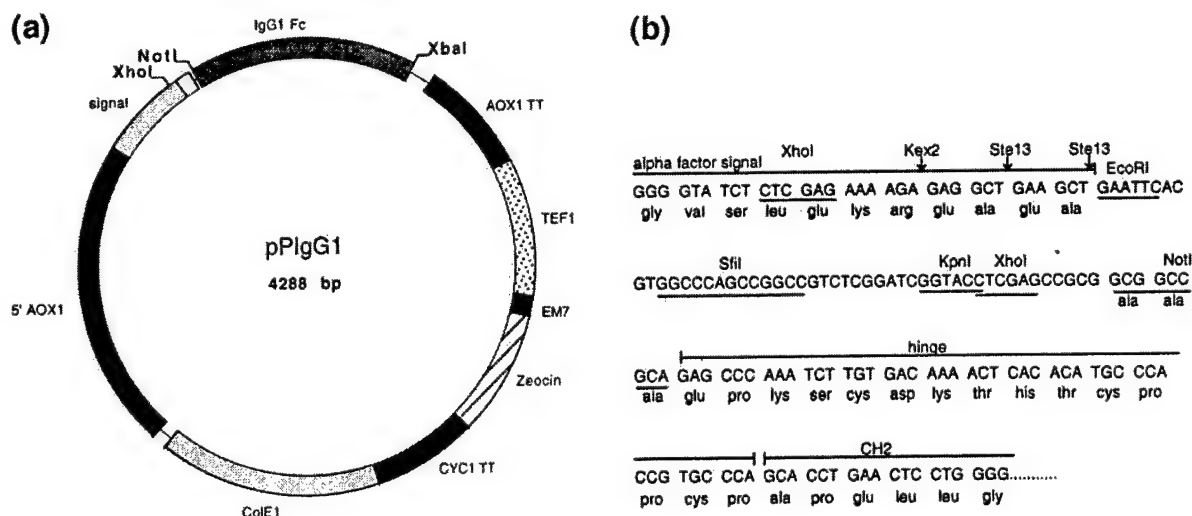 (a)
IgG1 Fc
NotI
XbaI
XhoI
signal
AOX1 TT
TEF1
pPIgG1
4288 bp
5' AOX1
EM7
Zeocin
CYC1 TT
ColE1
(b)
alpha factor signal XhoI Kex2 Ste13 Ste13 EcoRI
GGG GTA TCT CTC GAG AAA AGA GAG GCT GAA GCT GAATTCAC
gly val ser leu glu lys arg glu ala glu ala
SfiI KpnI XhoI NotI
GTGGCCCAGCCGGCCGTCTCGGATCGGTACCTCGAGCCGCG GCG GCC
ala ala
hinge
GCA GAG CCC AAA TCT TGT GAC AAA ACT CAC ACA TGC CCA
ala glu pro lys ser cys asp lys thr his thr cys pro
CH2
CCG TGC CCA GCA CCT GAA CTC CTG GGG...........
pro cys pro ala pro glu leu leu gly